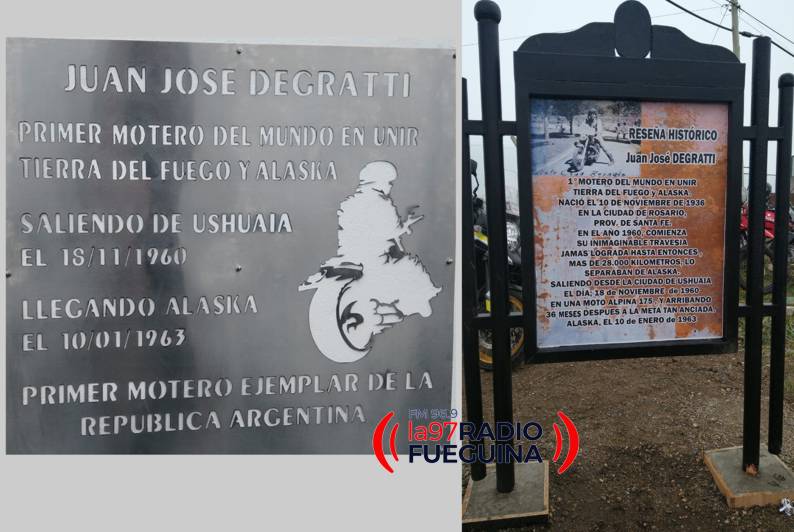 JUAN JOSE DEGRATTI
PRIMER MOTERO DEL MUNDO EN UNIR
TIERRA DEL FUEGO Y ALASKA
SALIENDO DE USHUAIA
EL 18/11/1960
LLEGANDO ALASKA
EL 10/01/1963
PRIMER MOTERO EJEMPLAR DE LA
REPUBLICA ARGENTINA
RESEÑA HISTÓRICO
Juan José DEGRATTI
1° MOTERO DEL MUNDO EN UNIR
TIERRA DEL FUEGO y ALASKA.
NACIÓ EL 10 DE NOVIEMBRE DE 1936
EN LA CIUDAD DE ROSARIO,
PROV. DE SANTA FE.
EN EL AÑO 1960, COMIENZA
SU INIMAGINABLE TRAVESIA
JAMAS LOGRADA HASTA ENTONCES,
MAS DE 28.000 KILOMETROS, LO
SEPARABAN DE ALASKA,
SALIENDO DESDE LA CIUDAD DE USHUAIA
EL DIA; 18 de NOVIEMBRE, de 1960
EN UNA MOTO ALPINA 175, Y ARRIBANDO
36 MESES DESPUES A LA META TAN ANCIADA,
ALASKA, EL 10 DE ENERO DE 1963
FM 96.9
la97RADIO
FUEGUINA